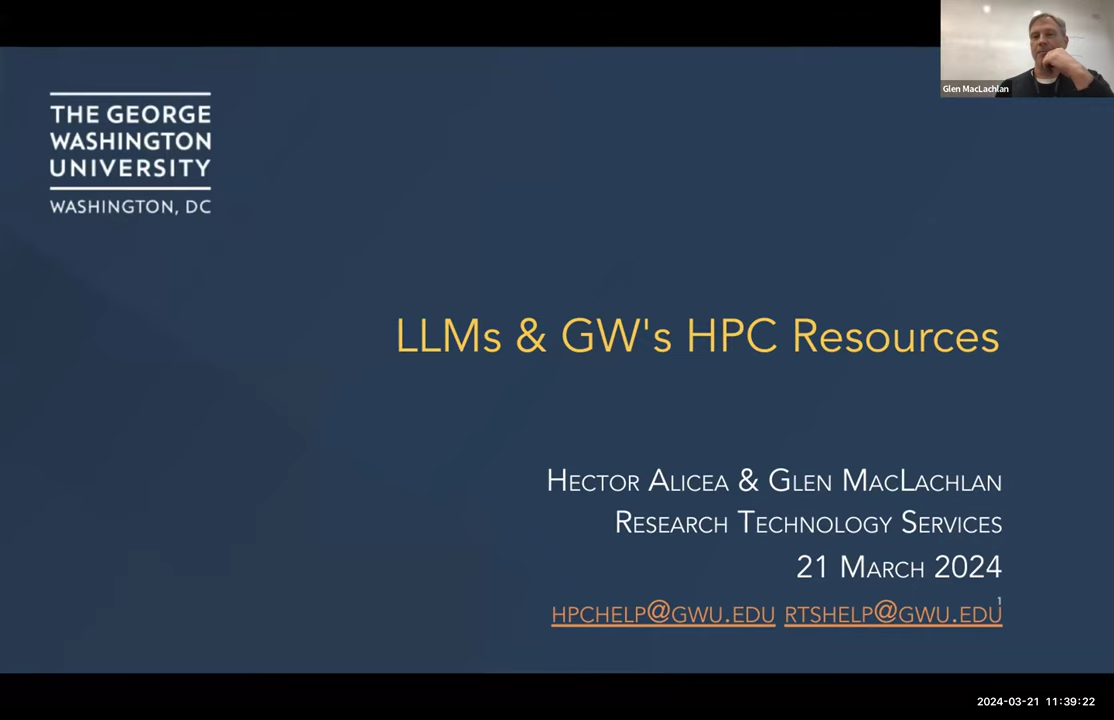 Glen MacLachlan
THE GEORGE
WASHINGTON
UNIVERSITY
WASHINGTON, DC
LLMs & GW's HPC Resources
Hector Alicea & Glen MacLachlan
Research Technology Services
21 March 2024
1
HPCHELP@GWU.EDU RTSHELP@GWU.EDU
2024-03-21 11:39:22